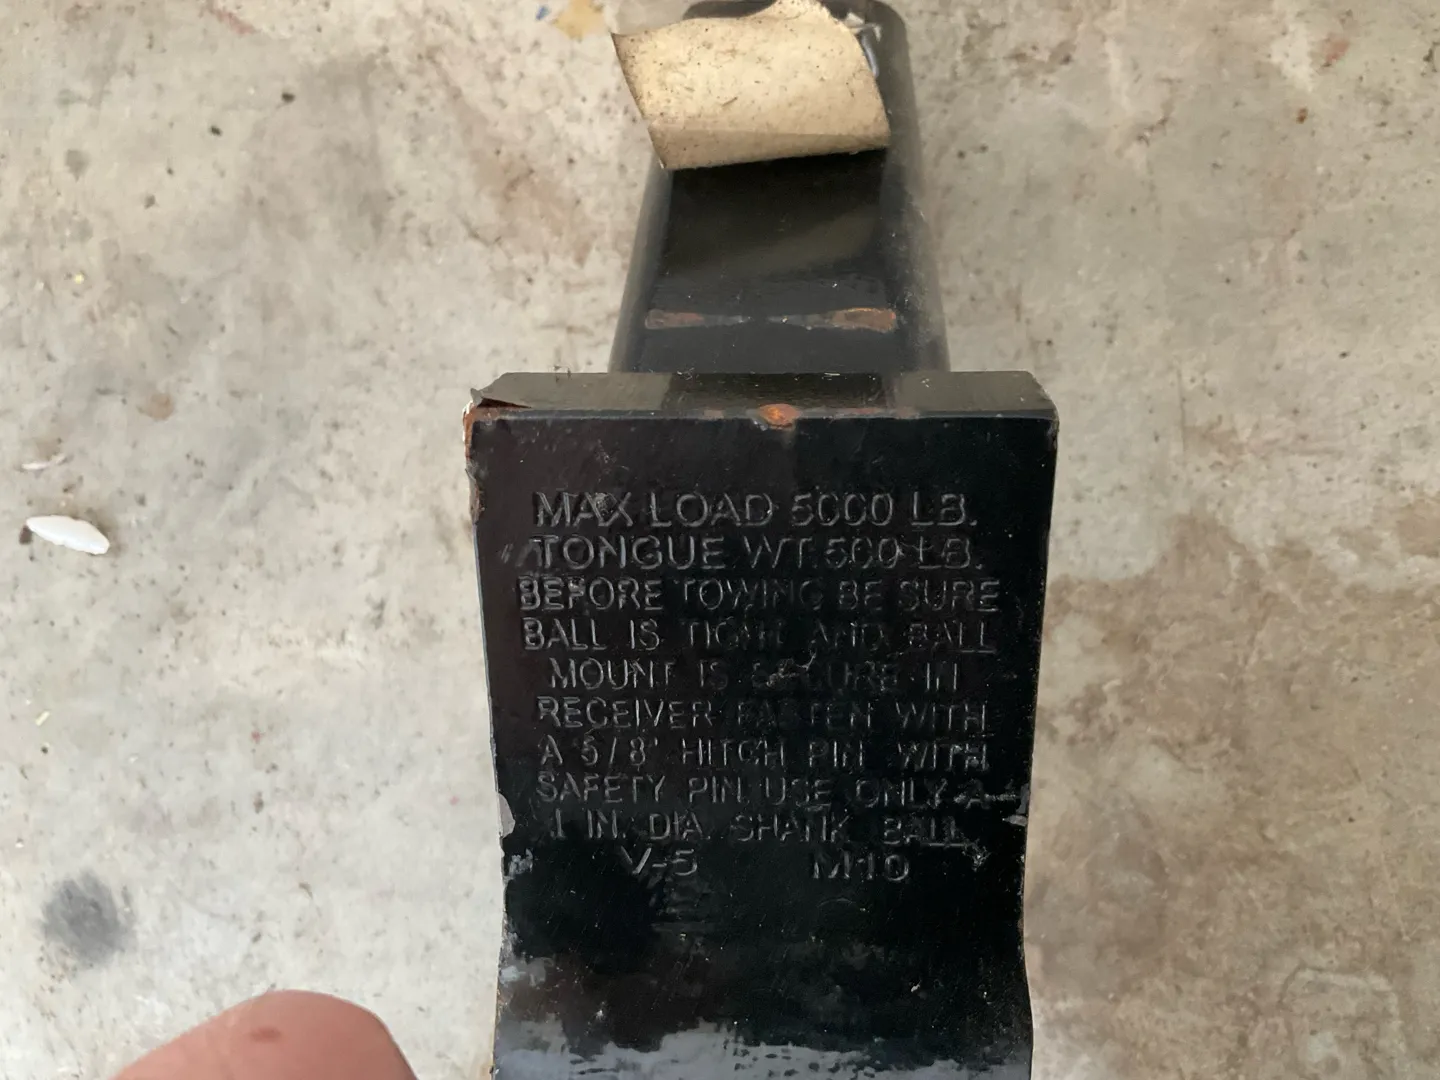 MAX LOAD 5000 LB.
TONGUE WT. 500 LB.
BEFORE TOWING BE SURE
BALL IS TIGHT AND BALL
MOUNT IS SECURE IN
RECEIVER FASTEN WITH
A 5/8" HITCH PIN WITH
SAFETY PIN. USE ONLY A
1 IN. DIA SHANK BALL
V-5 M10